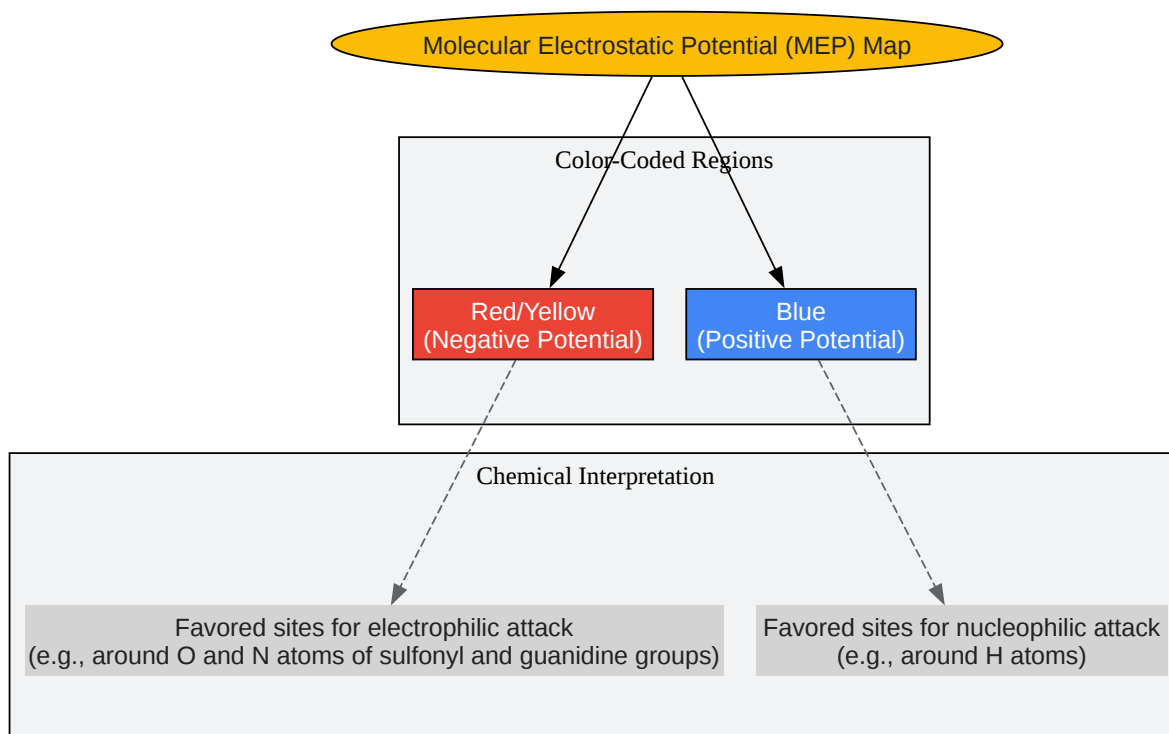 Molecular Electrostatic Potential (MEP) Map
Color-Coded Regions
Red/Yellow
(Negative Potential)
Blue
(Positive Potential)
Chemical Interpretation
Favored sites for electrophilic attack
(e.g., around O and N atoms of sulfonyl and guanidine groups)
Favored sites for nucleophilic attack
(e.g., around H atoms)